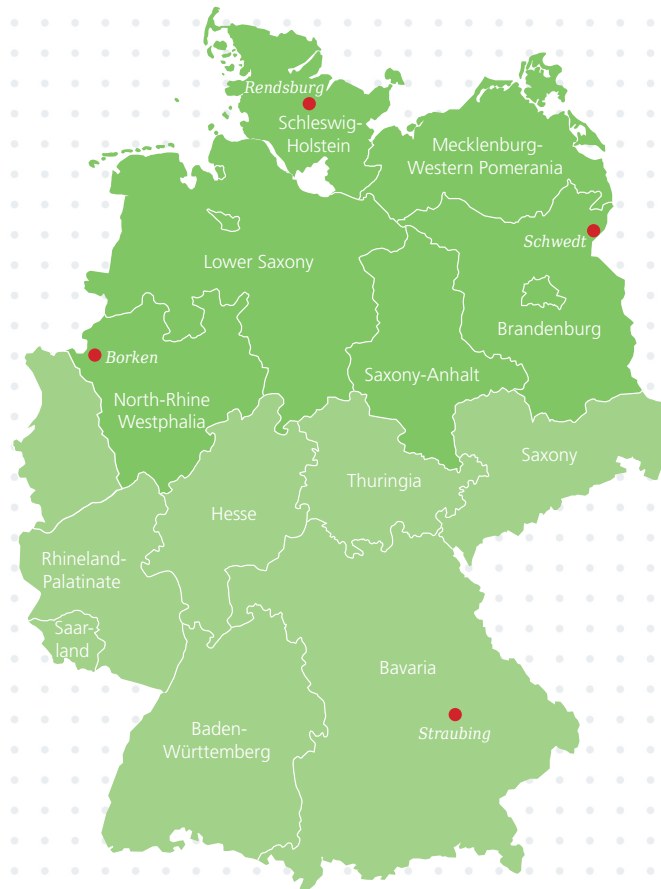 Rendsburg
Schleswig-
Holstein
Mecklenburg-
Western Pomerania
Schwedt
Lower Saxony
Brandenburg
Borken
Saxony-Anhalt
North-Rhine
Westphalia
Saxony
Thuringia
Hesse
Rhineland-
Palatinate
Saar-
land
Bavaria
Straubing
Baden-
Württemberg